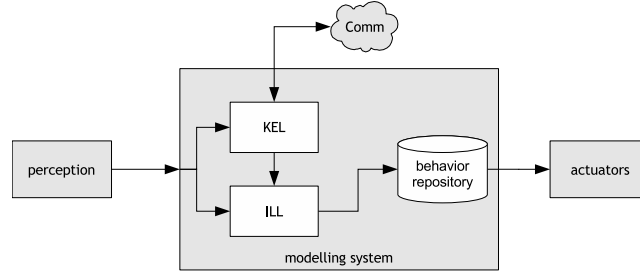 Comm
KEL
perception
behavior
repository
actuators
ILL
modelling system